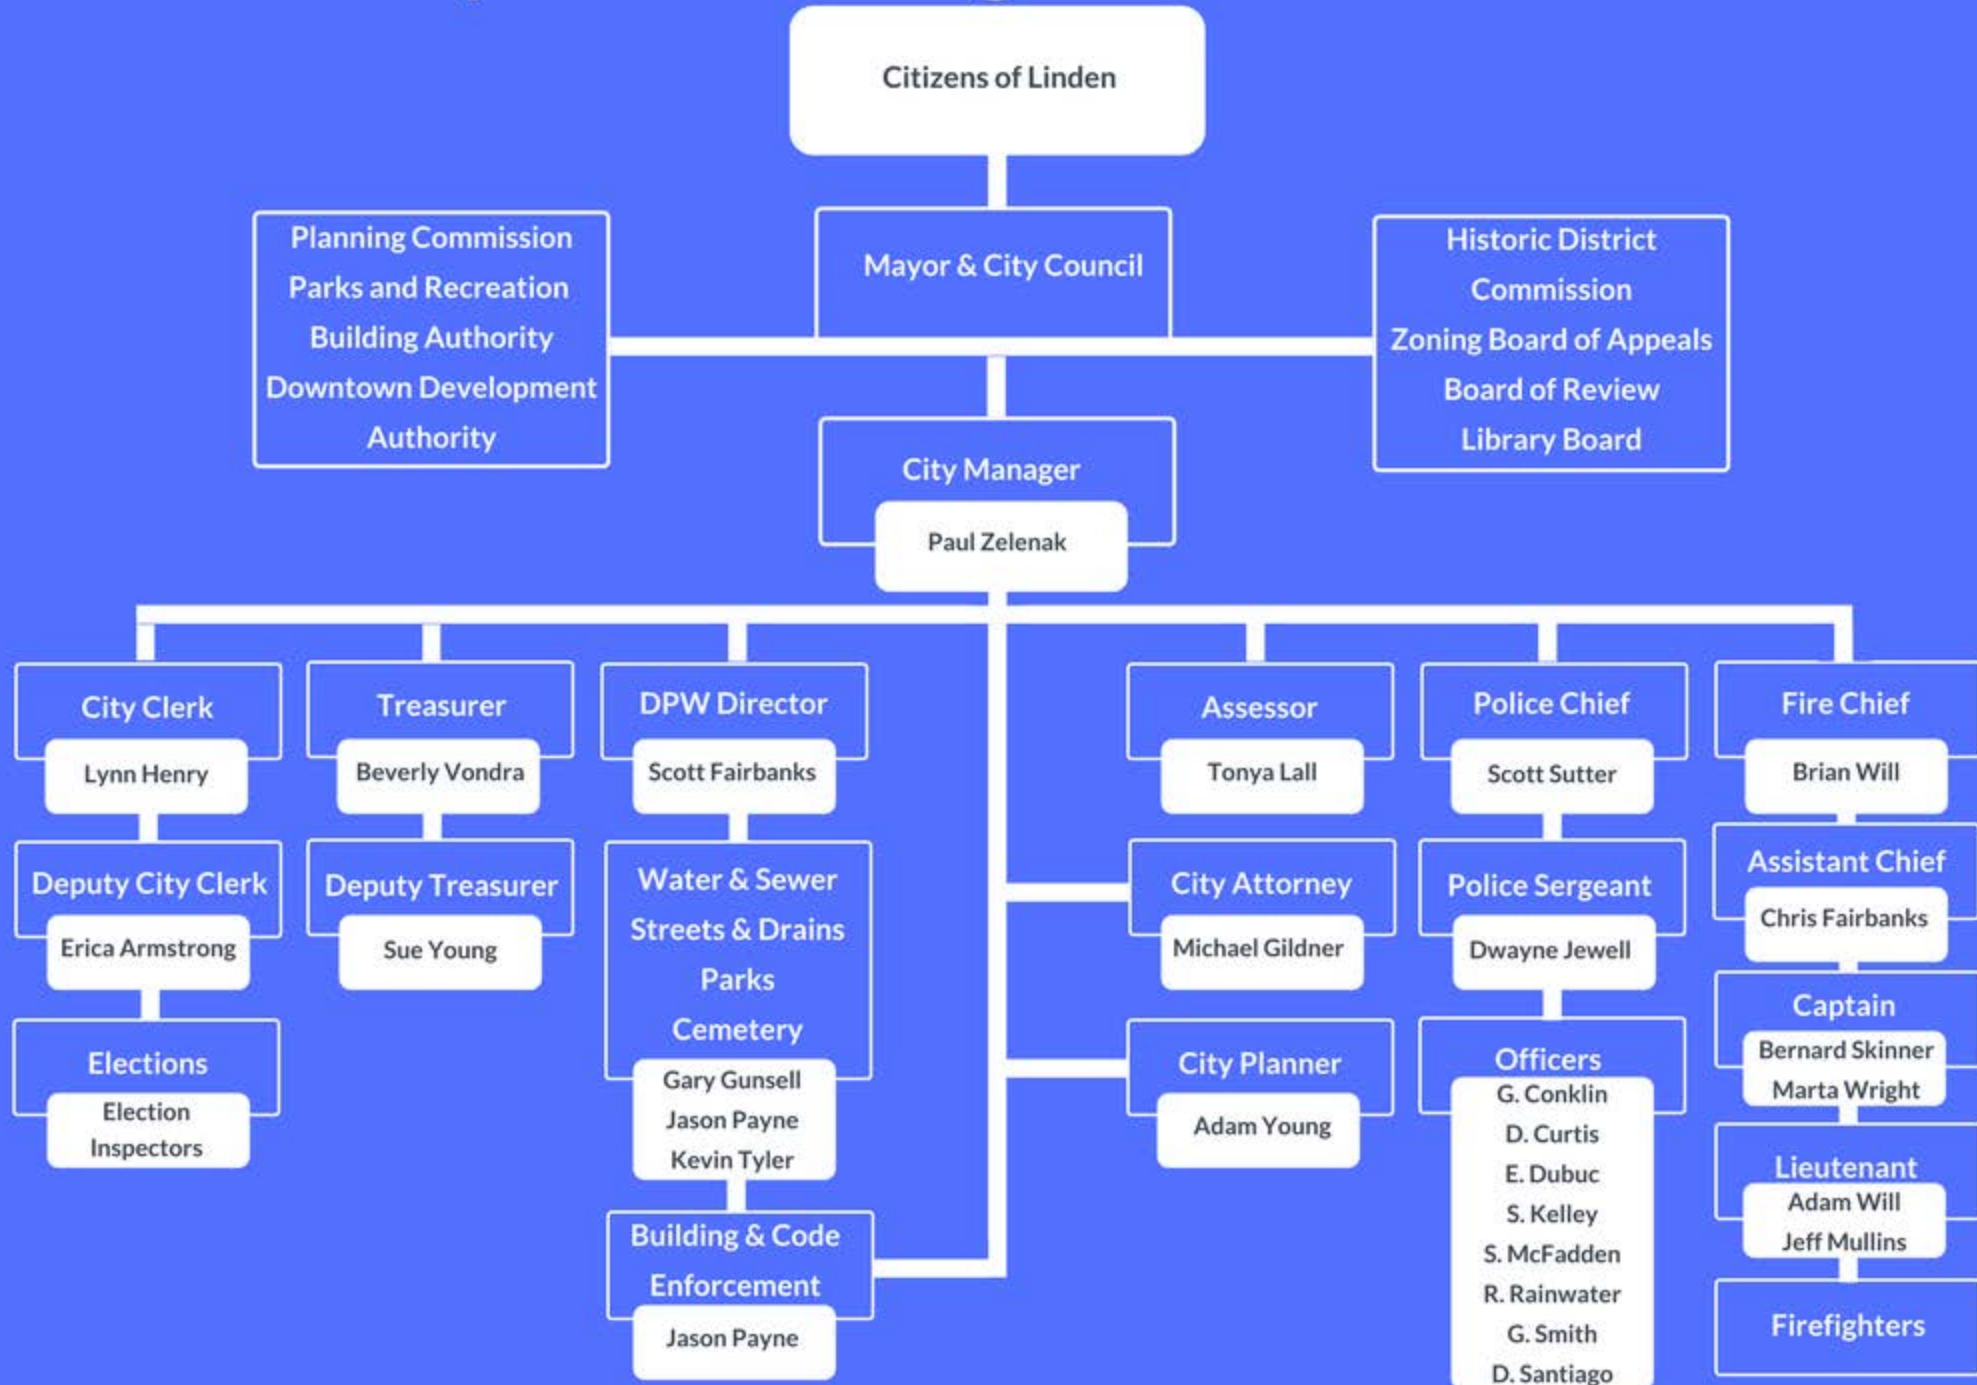 Citizens of Linden
Mayor & City Council
Planning Commission
Parks and Recreation
Building Authority
Downtown Development
Authority
Historic District
Commission
Zoning Board of Appeals
Board of Review
Library Board
City Manager
Paul Zelenak
City Clerk
Lynn Henry
Deputy City Clerk
Erica Armstrong
Elections
Election
Inspectors
Treasurer
Beverly Vondra
Deputy Treasurer
Sue Young
DPW Director
Scott Fairbanks
Water & Sewer
Streets & Drains
Parks
Cemetery
Gary Gunsell
Jason Payne
Kevin Tyler
Building & Code
Enforcement
Jason Payne
Assessor
Tonya Lall
City Attorney
Michael Gildner
City Planner
Adam Young
Police Chief
Scott Sutter
Police Sergeant
Dwayne Jewell
Officers
G. Conklin
D. Curtis
E. Dubuc
S. Kelley
S. McFadden
R. Rainwater
G. Smith
D. Santiago
Fire Chief
Brian Will
Assistant Chief
Chris Fairbanks
Captain
Bernard Skinner
Marta Wright
Lieutenant
Adam Will
Jeff Mullins
Firefighters